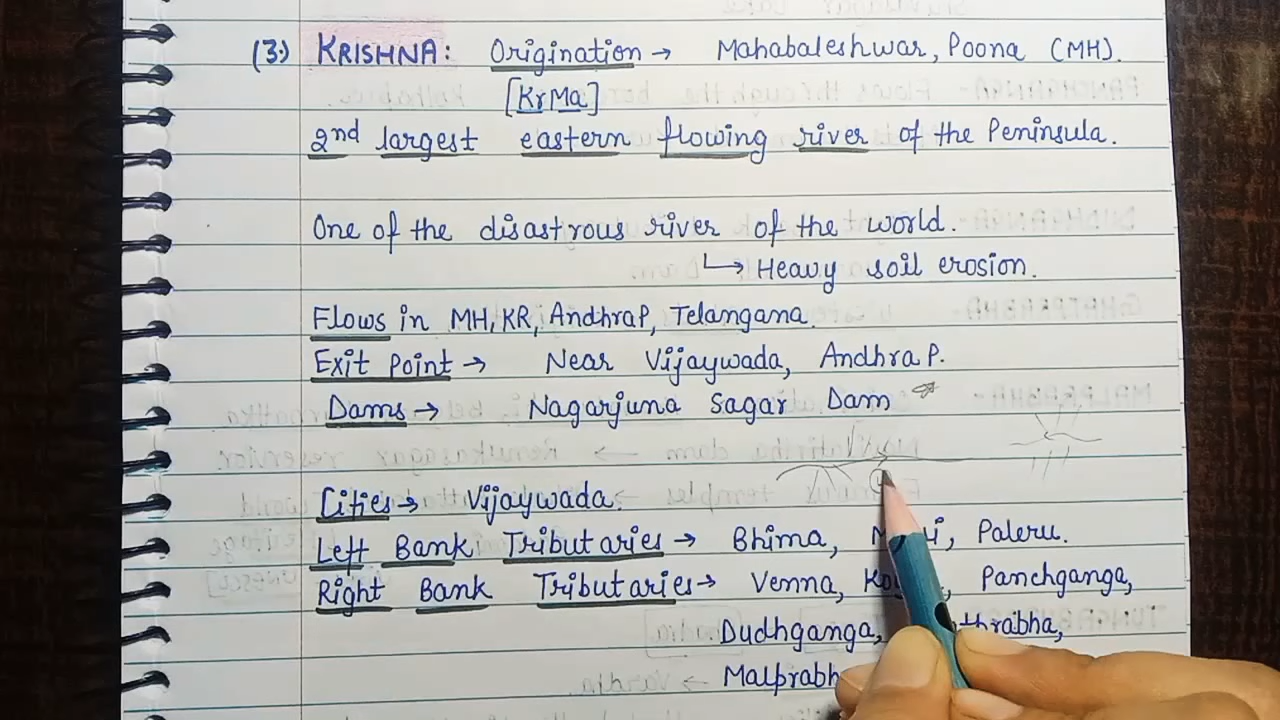 (3.) KRISHNA: Origination → Mahabaleshwar, Poona (MH).
[KrMa]
2nd largest eastern flowing river of the Peninsula.
One of the disastrous river of the world.
↳ Heavy soil erosion.
Flows in MH, KR, AndhraP, Telangana.
Exit Point → Near Vijaywada, Andhra P.
Dams → Nagarjuna Sagar Dam
Cities → Vijaywada.
Left Bank Tributaries → Bhima, Paleru.
Right Bank Tributaries → Venna, Panchganga,
Dudhganga,